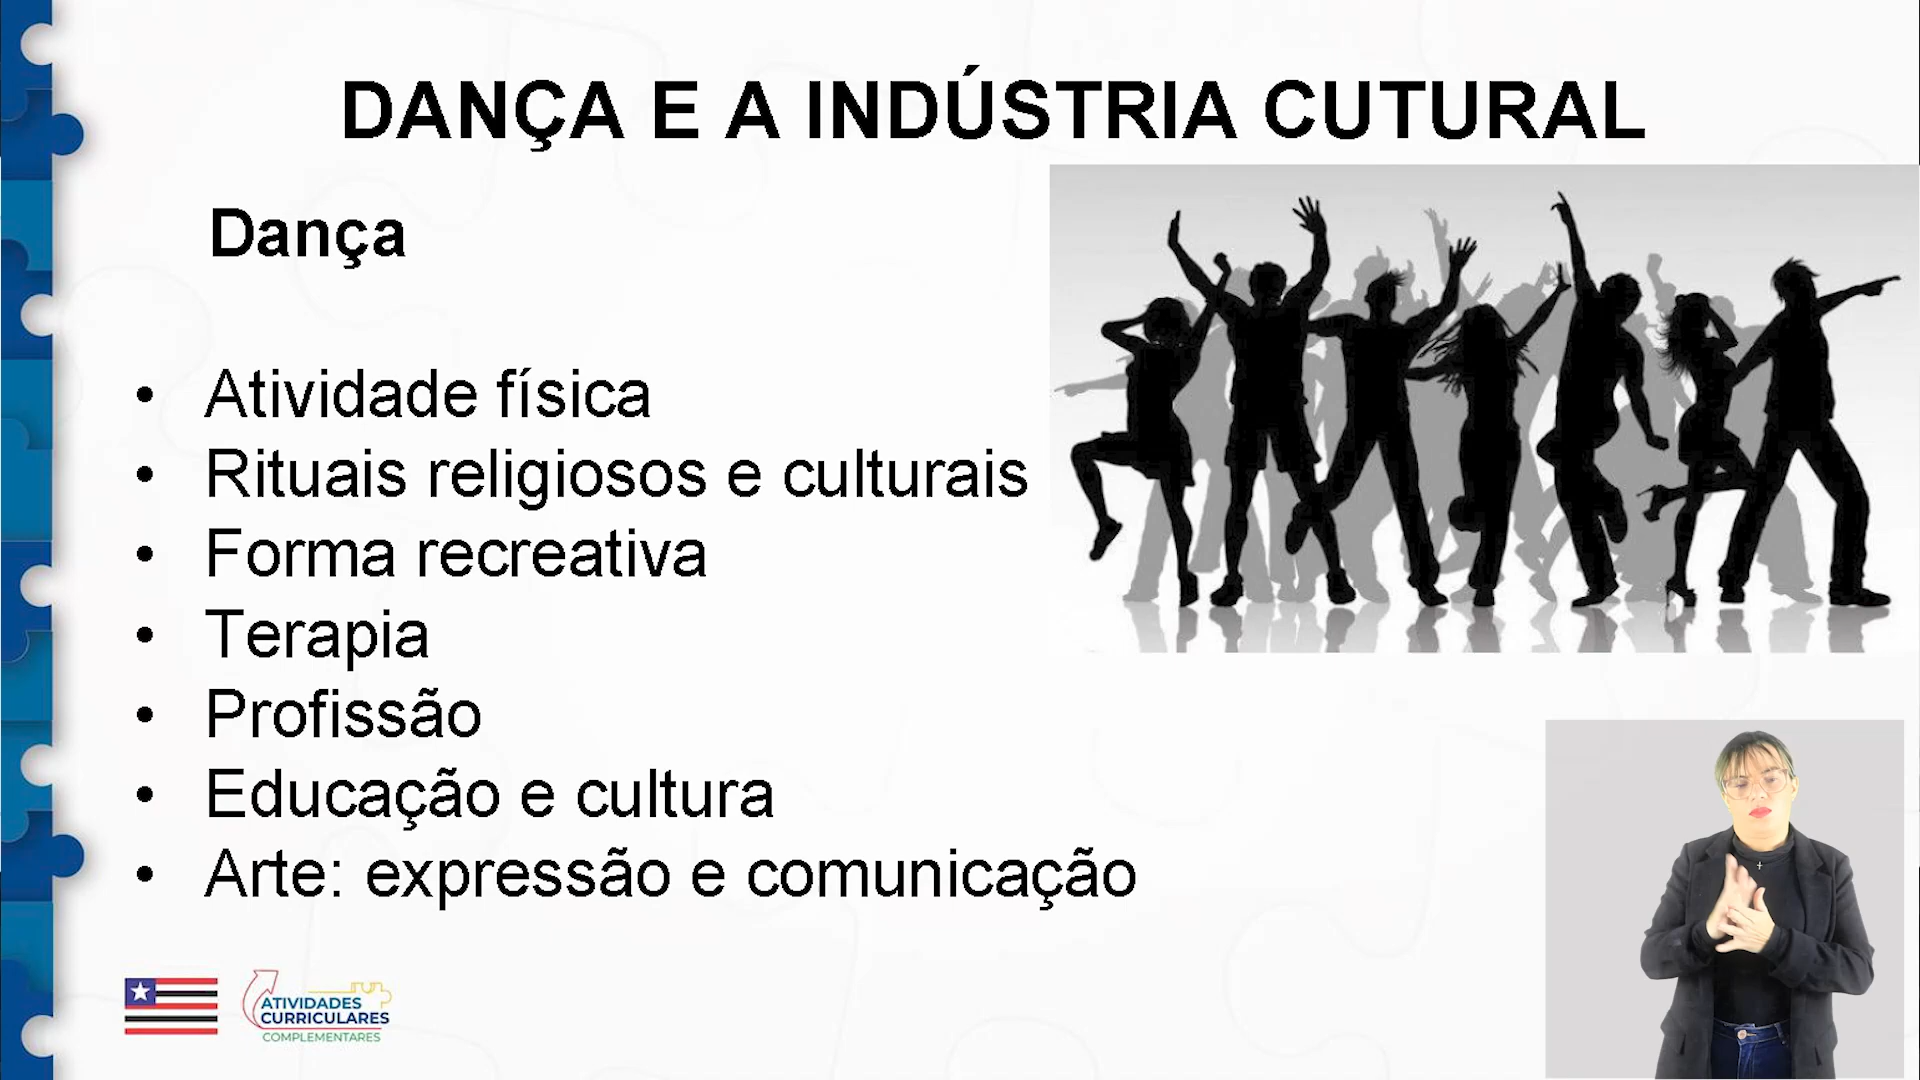 DANÇA E A INDÚSTRIA CUTURAL
Dança
• Atividade física
• Rituais religiosos e culturais
• Forma recreativa
• Terapia
• Profissão
• Educação e cultura
• Arte: expressão e comunicação
ATIVIDADES
CURRICULARES
COMPLEMENTARES